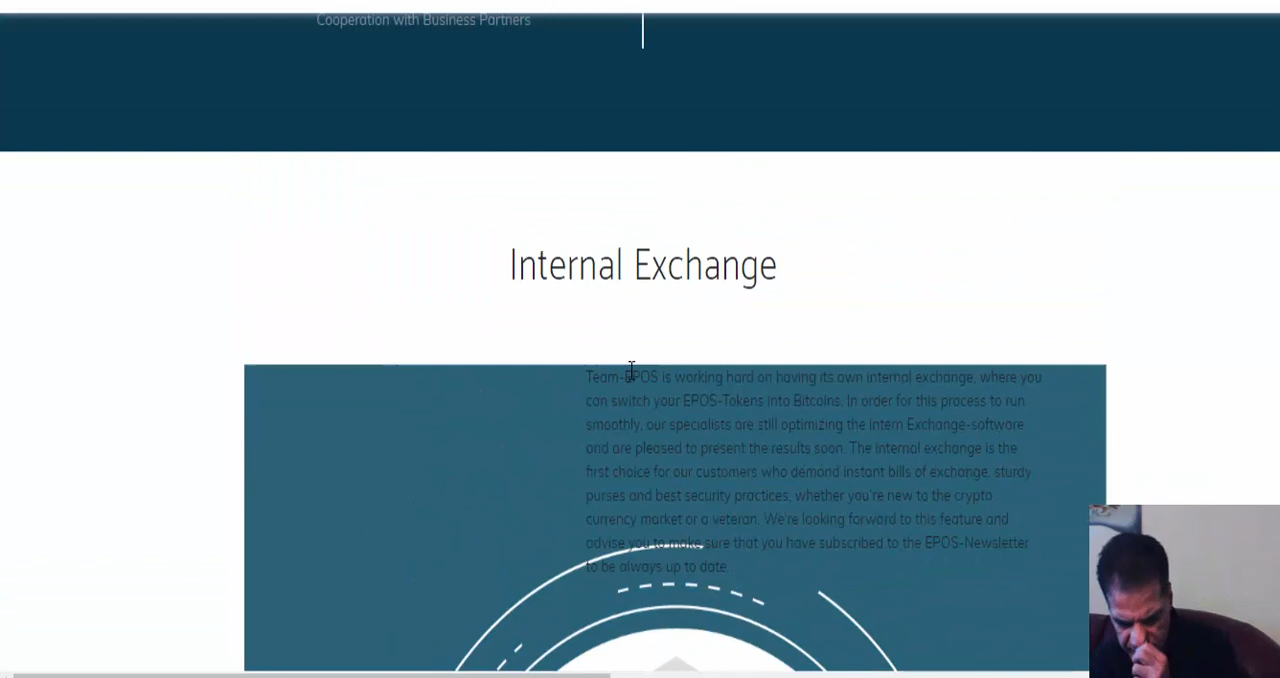 Cooperation with Business Partners
Internal Exchange
Team-EPOS is working hard on having its own internal exchange, where you
can switch your EPOS-Tokens into Bitcoins. In order for this process to run
smoothly, our specialists are still optimizing the intern Exchange-software
and are pleased to present the results soon. The internal exchange is the
first choice for our customers who demand instant bills of exchange, sturdy
purses and best security practices, whether you're new to the crypto
currency market or a veteran. We're looking forward to this feature and
advise you to make sure that you have subscribed to the EPOS-Newsletter
to be always up to date.